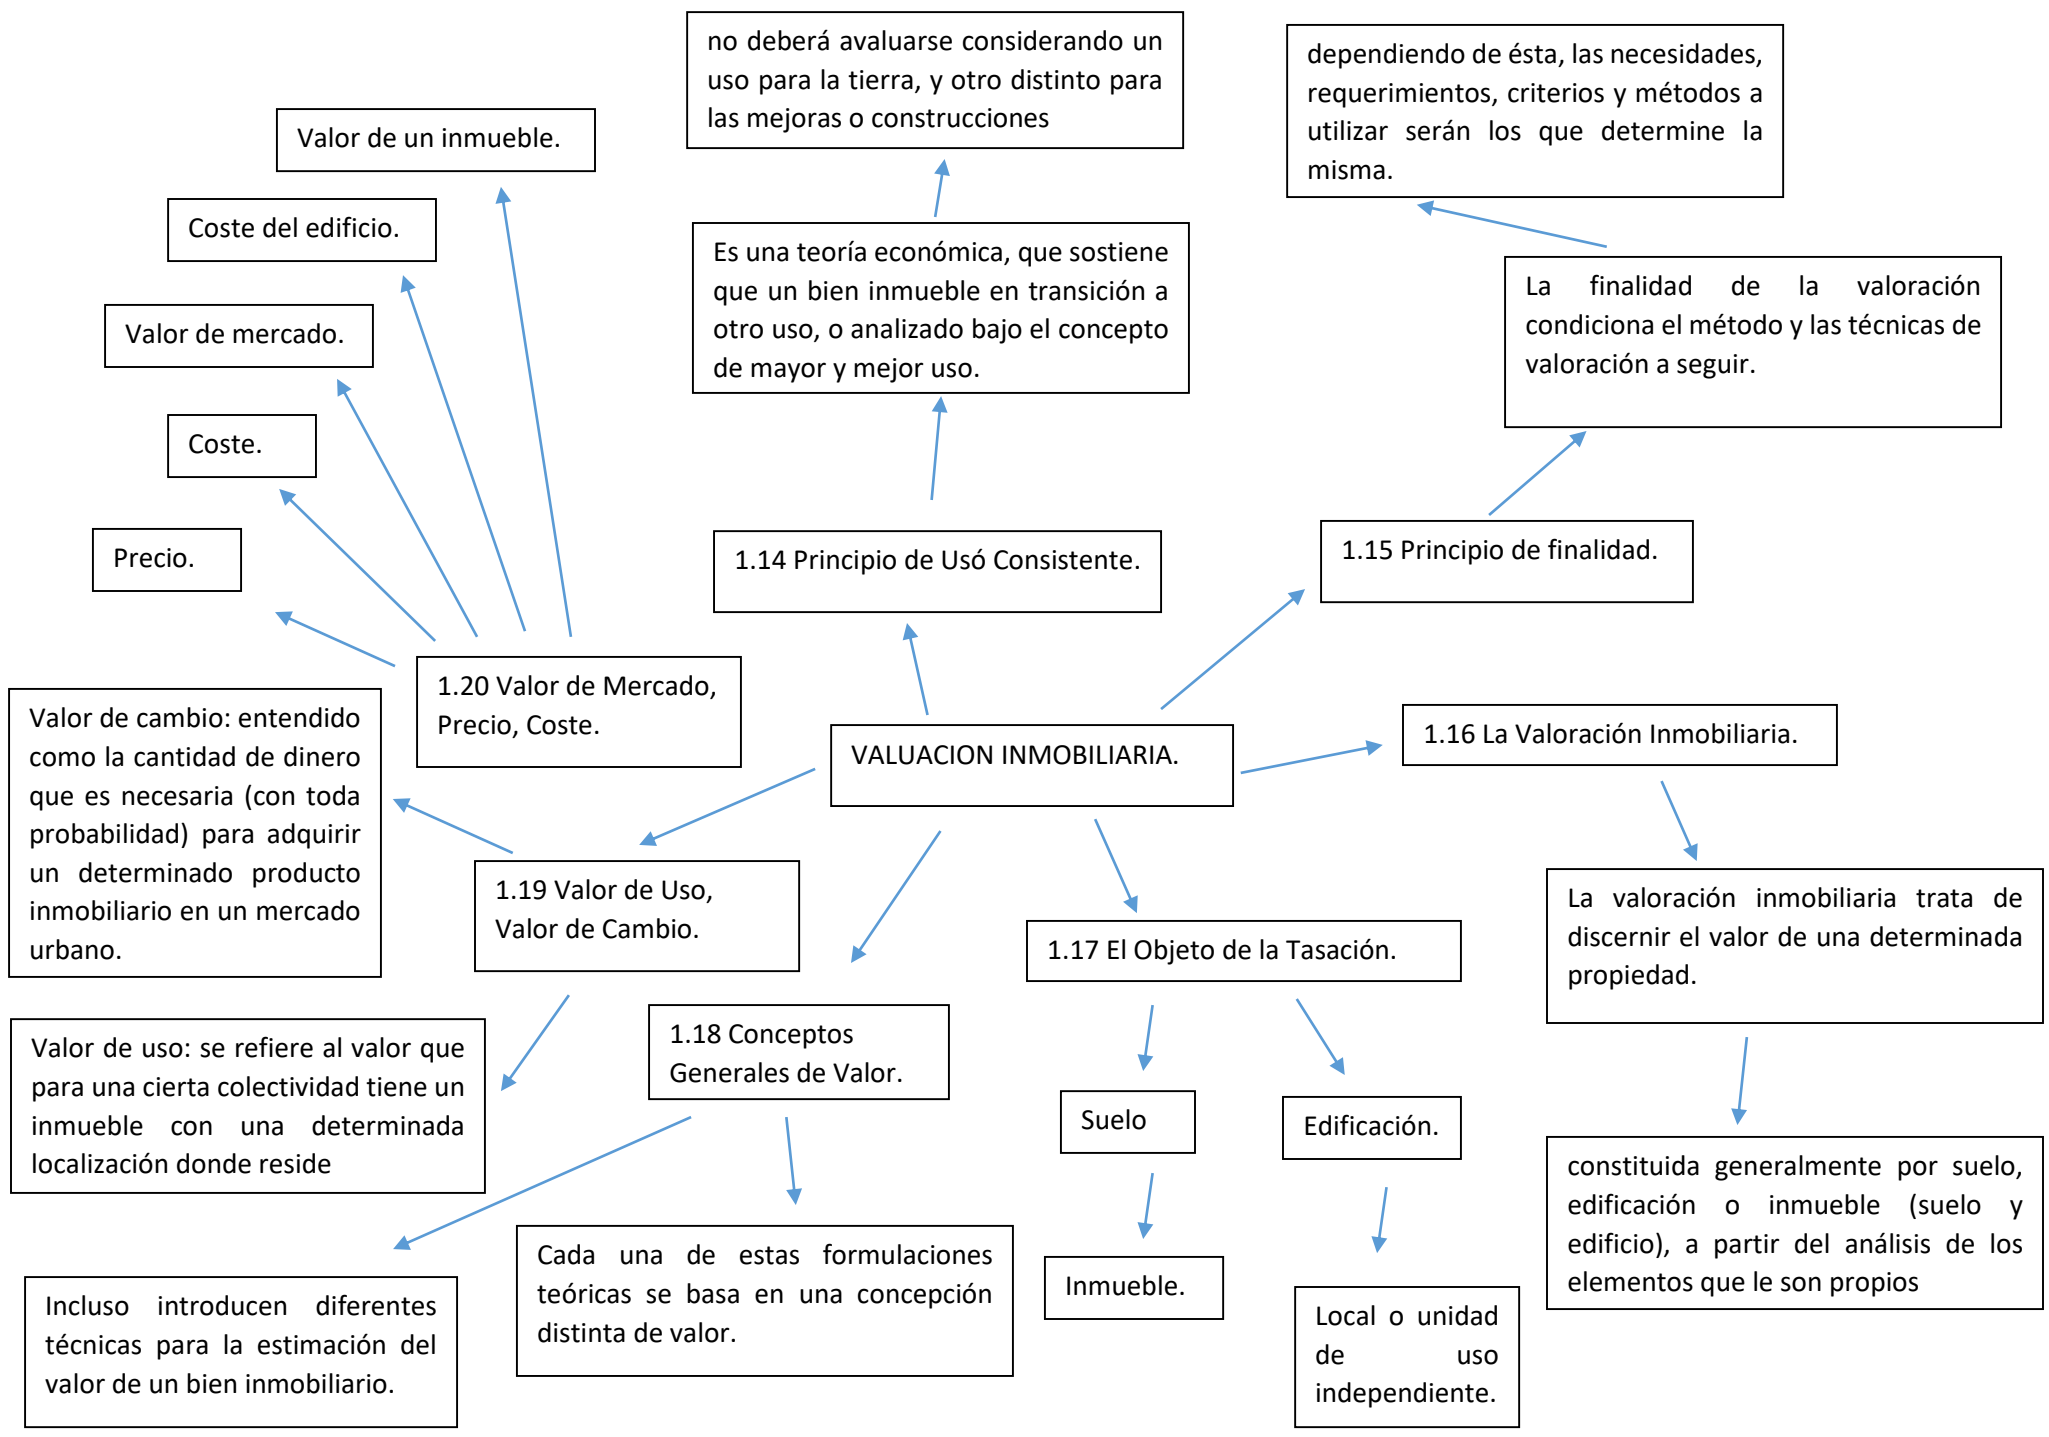 no deberá avaluarse considerando un
uso para la tierra, y otro distinto para
las mejoras o construcciones
dependiendo de ésta, las necesidades,
requerimientos, criterios y métodos a
utilizar serán los que determine la
misma.
Valor de un inmueble.
Coste del edificio.
Valor de mercado.
Coste.
Precio.
Es una teoría económica, que sostiene
que un bien inmueble en transición a
otro uso, o analizado bajo el concepto
de mayor y mejor uso.
La finalidad de la valoración
condiciona el método y las técnicas de
valoración a seguir.
1.14 Principio de Usó Consistente.
1.15 Principio de finalidad.
1.20 Valor de Mercado,
Precio, Coste.
VALUACION INMOBILIARIA.
1.16 La Valoración Inmobiliaria.
Valor de cambio: entendido
como la cantidad de dinero
que es necesaria (con toda
probabilidad) para adquirir
un determinado producto
inmobiliario en un mercado
urbano.
1.19 Valor de Uso,
Valor de Cambio.
1.17 El Objeto de la Tasación.
La valoración inmobiliaria trata de
discernir el valor de una determinada
propiedad.
Valor de uso: se refiere al valor que
para una cierta colectividad tiene un
inmueble con una determinada
localización donde reside
1.18 Conceptos
Generales de Valor.
Suelo
Edificación.
constituida generalmente por suelo,
edificación o inmueble (suelo y
edificio), a partir del análisis de los
elementos que le son propios
Incluso introducen diferentes
técnicas para la estimación del
valor de un bien inmobiliario.
Cada una de estas formulaciones
teóricas se basa en una concepción
distinta de valor.
Inmueble.
Local o unidad
de uso
independiente.